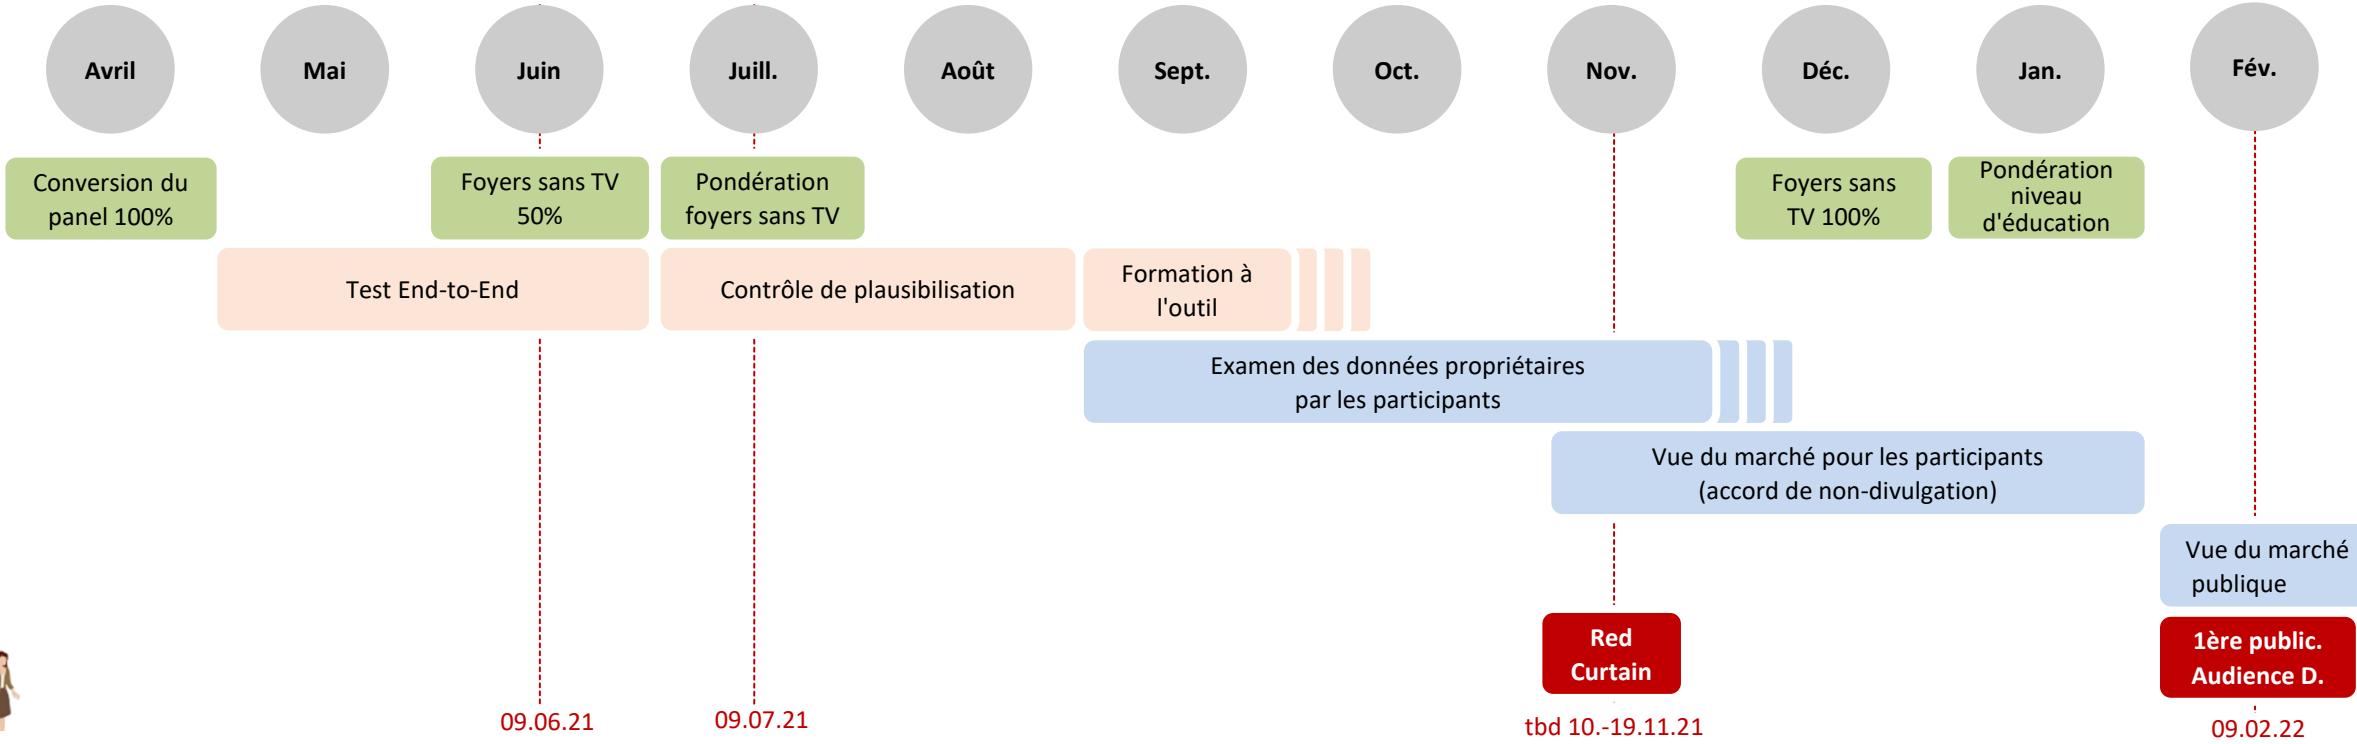 Avril
Mai
Juin
Juill.
Août
Sept.
Oct.
Nov.
Déc.
Jan.
Fév.
Conversion du
panel 100%
Foyers sans TV
50%
Pondération
foyers sans TV
Foyers sans
TV 100%
Pondération
niveau
d'éducation
Test End-to-End
Contrôle de plausibilisation
Formation à
l'outil
Examen des données propriétaires
par les participants
Vue du marché pour les participants
(accord de non-divulgation)
Vue du marché
publique
Red
Curtain
1ère public.
Audience D.
09.06.21
09.07.21
tbd 10.-19.11.21
09.02.22